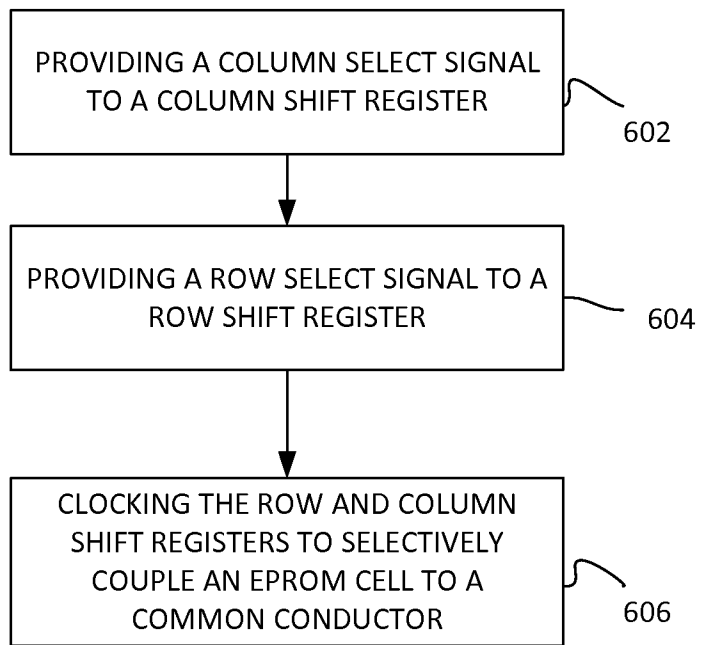 PROVIDING A COLUMN SELECT SIGNAL
TO A COLUMN SHIFT REGISTER
602
PROVIDING A ROW SELECT SIGNAL TO A
ROW SHIFT REGISTER
604
CLOCKING THE ROW AND COLUMN
SHIFT REGISTERS TO SELECTIVELY
COUPLE AN EPROM CELL TO A
COMMON CONDUCTOR
606